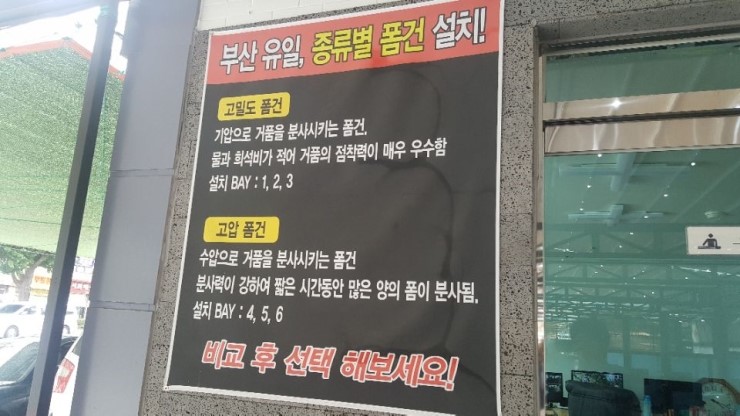 부산 유일, 종류별 폼건 설치!
고밀도 폼건
기압으로 거품을 분사시키는 폼건.
물과 희석비가 적어 거품의 점착력이 매우 우수함
설치 BAY : 1, 2, 3
고압 폼건
수압으로 거품을 분사시키는 폼건
분사력이 강하여 짧은 시간동안 많은 양의 폼이 분사됨.
설치 BAY : 4, 5, 6
비교 후 선택 해보세요!